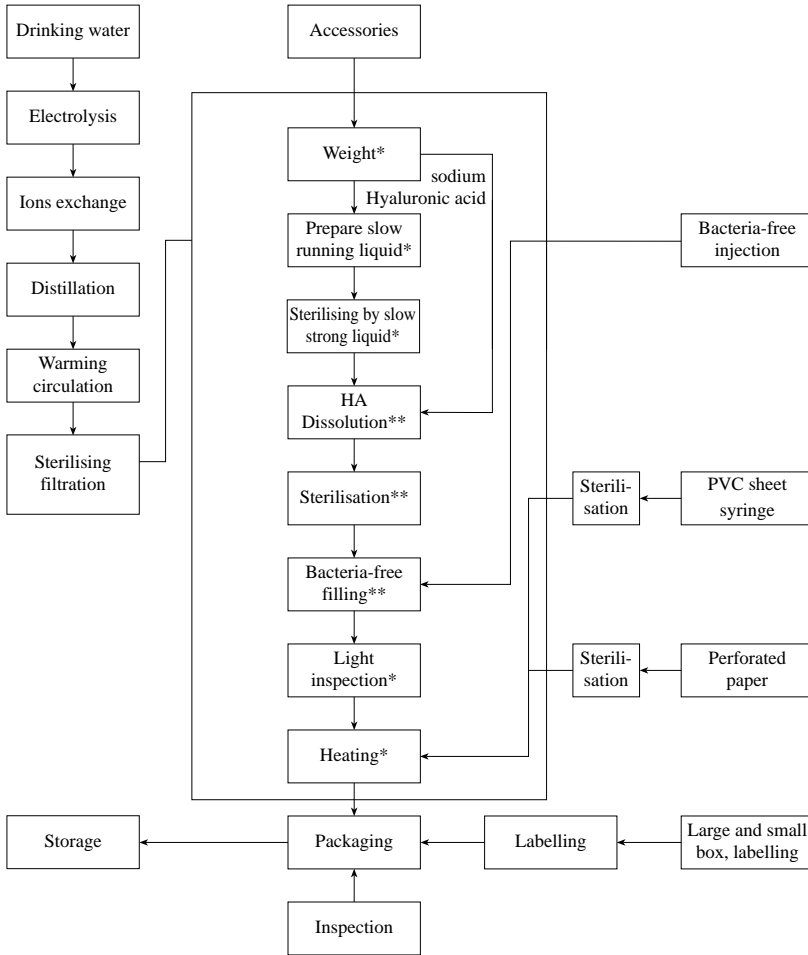 Drinking water
Electrolysis
Ions exchange
Distillation
Warming
circulation
Sterilising
filtration
Accessories
Weight*
sodium
Hyaluronic acid
Prepare slow
running liquid*
Sterilising by slow
strong liquid*
HA
Dissolution**
Sterilisation**
Bacteria-free
filling**
Light
inspection*
Heating*
Bacteria-free
injection
Sterili-
sation
PVC sheet
syringe
Sterili-
sation
Perforated
paper
Storage
Packaging
Labelling
Large and small
box, labelling
Inspection